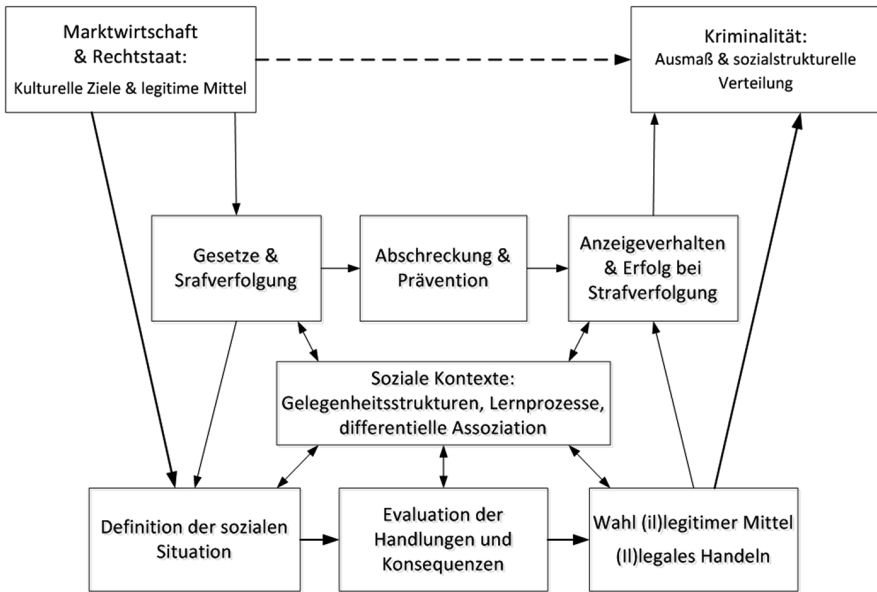 Marktwirtschaft
& Rechtstaat:
Kulturelle Ziele & legitime Mittel
Kriminalität:
Ausmaß & sozialstrukturelle
Verteilung
Gesetze &
Srafverfolgung
Abschreckung &
Prävention
Anzeigeverhalten
& Erfolg bei
Strafverfolgung
Soziale Kontexte:
Gelegenheitsstrukturen, Lernprozesse,
differentielle Assoziation
Definition der sozialen
Situation
Evaluation der
Handlungen und
Konsequenzen
Wahl (il)legitimer Mittel
(Il)legales Handeln